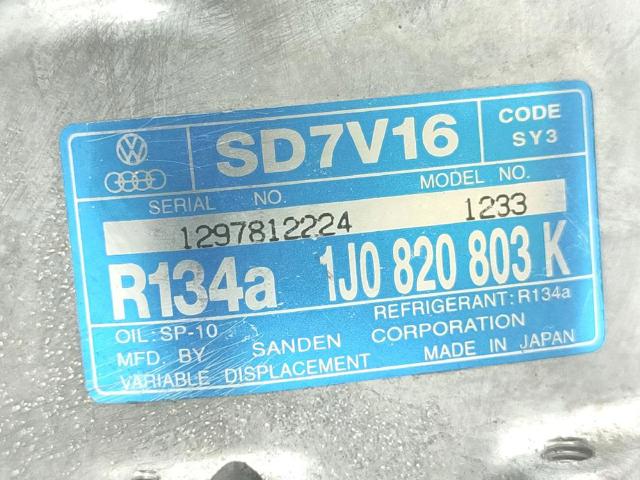 SD7V16
CODE
SY3
SERIAL NO.
MODEL NO.
1297812224
1233
R134a
1J0 820 803 K
OIL: SP-10
REFRIGERANT: R134a
MFD. BY SANDEN CORPORATION
VARIABLE DISPLACEMENT
MADE IN JAPAN